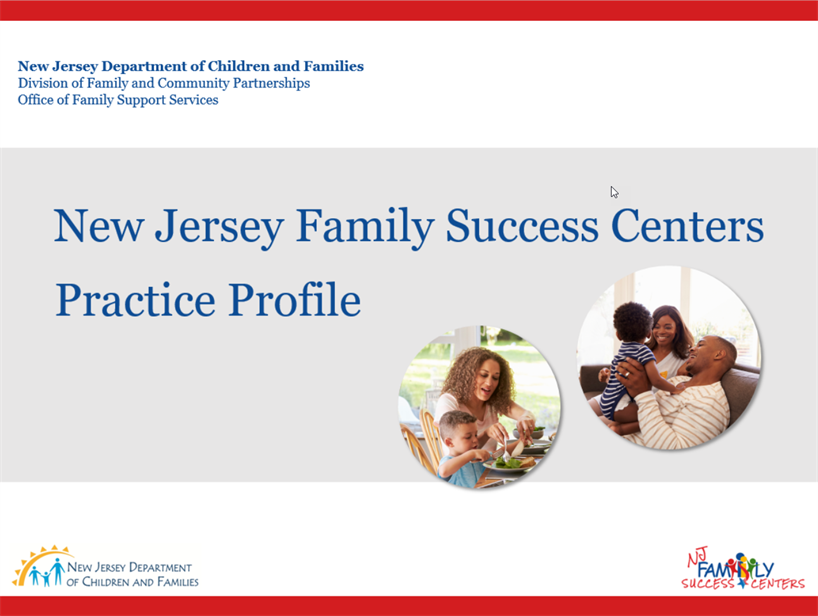 New Jersey Department of Children and Families
Division of Family and Community Partnerships
Office of Family Support Services
New Jersey Family Success Centers
Practice Profile
New Jersey Department
of Children and Families
NJ
FAMILY
SUCCESS CENTERS